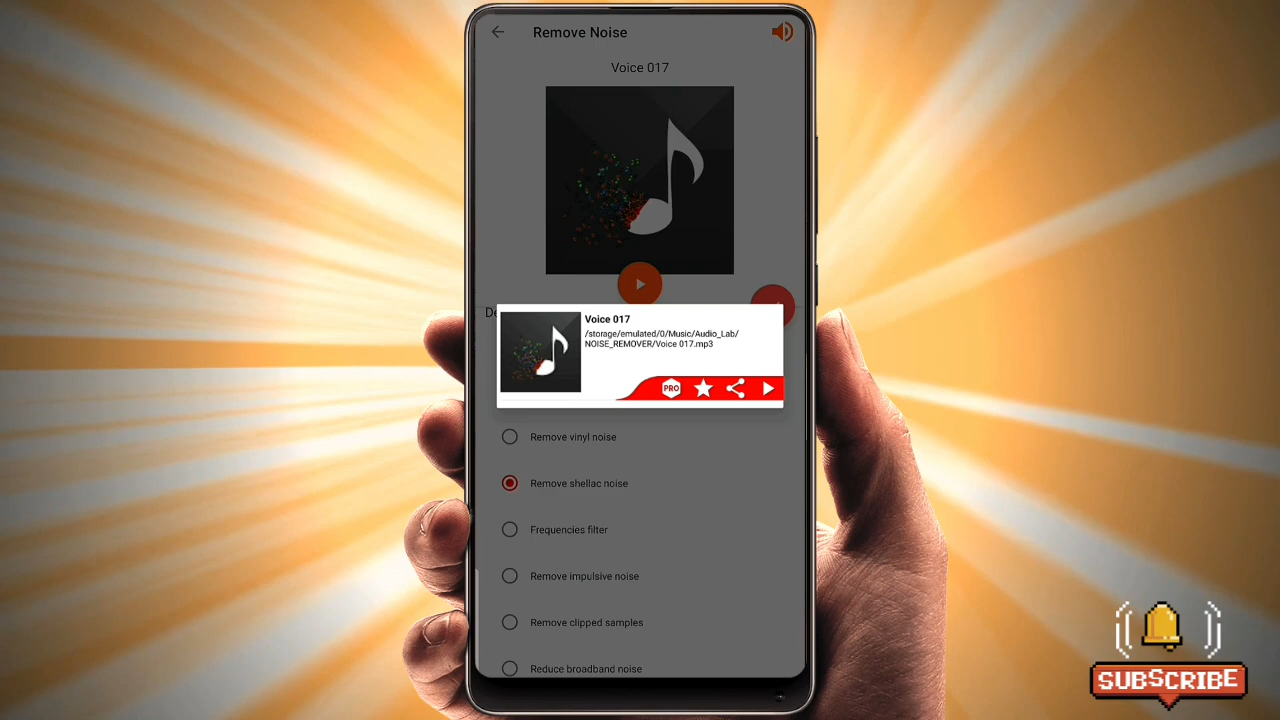 Remove Noise
Voice 017
Voice 017
/storage/emulated/0/Music/Audio_Lab/
NOISE_REMOVER/Voice 017.mp3
PRO
Remove vinyl noise
Remove shellac noise
Frequencies filter
Remove impulsive noise
Remove clipped samples
Reduce broadband noise
SUBSCRIBE